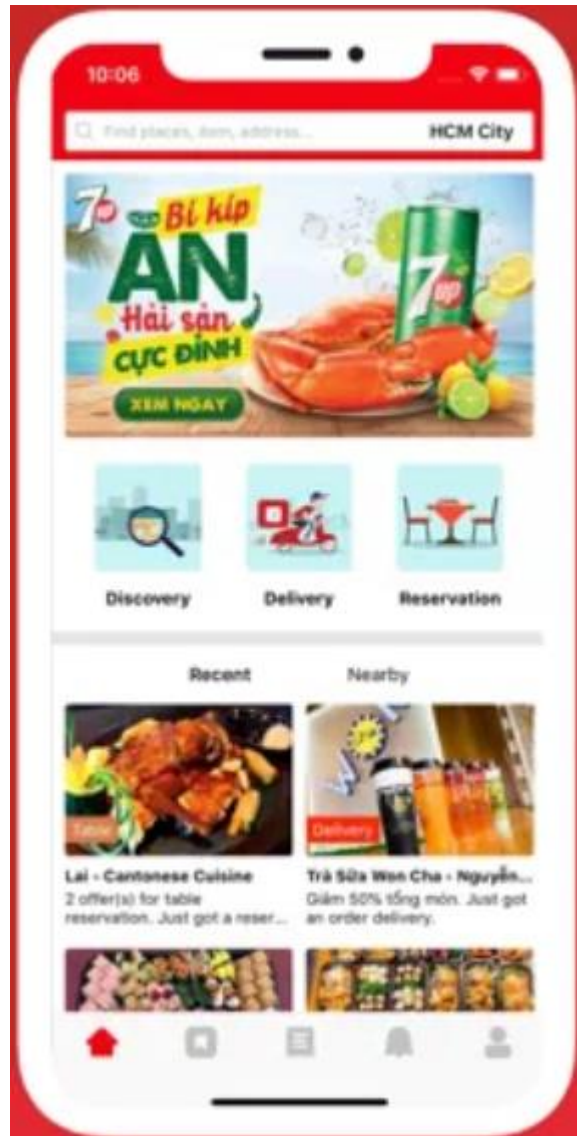 10:06
Find places, item, address...
HCM City
7up
Bí kíp
ĂN
Hải sản
CỰC ĐỈNH
XEM NGAY
7up
Discovery
Delivery
Reservation
Recent
Nearby
Table
Delivery
Lai - Cantonese Cuisine
2 offer(s) for table
reservation. Just got a reser...
Trà Sữa Won Cha - Nguyễn...
Giảm 50% tổng món. Just got
an order delivery.